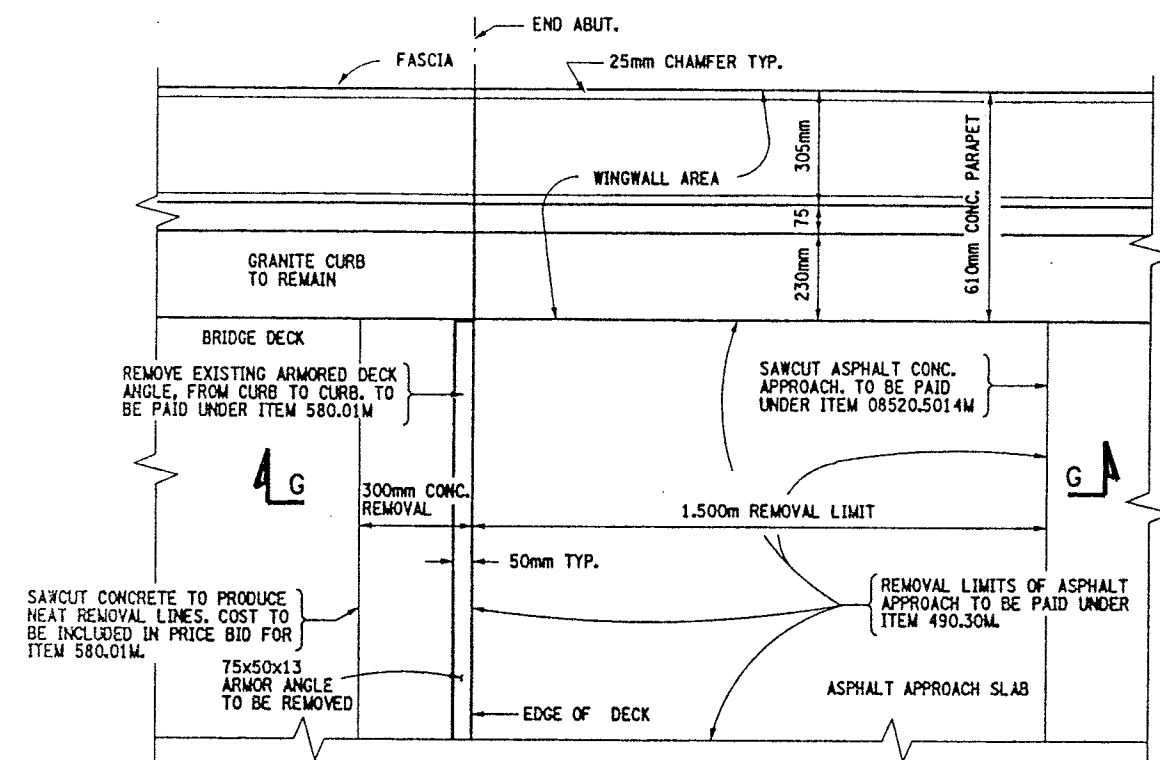 END ABUT.
FASCIA
25mm CHAMFER TYP.
305mm
610mm CONC. PARAPET
WINGWALL AREA
75
230mm
GRANITE CURB
TO REMAIN
BRIDGE DECK
REMOVE EXISTING ARMORED DECK
ANGLE, FROM CURB TO CURB. TO
BE PAID UNDER ITEM 580.01M
SAWCUT ASPHALT CONC.
APPROACH. TO BE PAID
UNDER ITEM 08520.5014M
G
G
300mm CONC.
REMOVAL
1.500m REMOVAL LIMIT
50mm TYP.
SAWCUT CONCRETE TO PRODUCE
NEAT REMOVAL LINES. COST TO
BE INCLUDED IN PRICE BID FOR
ITEM 580.01M.
REMOVAL LIMITS OF ASPHALT
APPROACH TO BE PAID UNDER
ITEM 490.30M.
75x50x13
ARMOR ANGLE
TO BE REMOVED
ASPHALT APPROACH SLAB
EDGE OF DECK